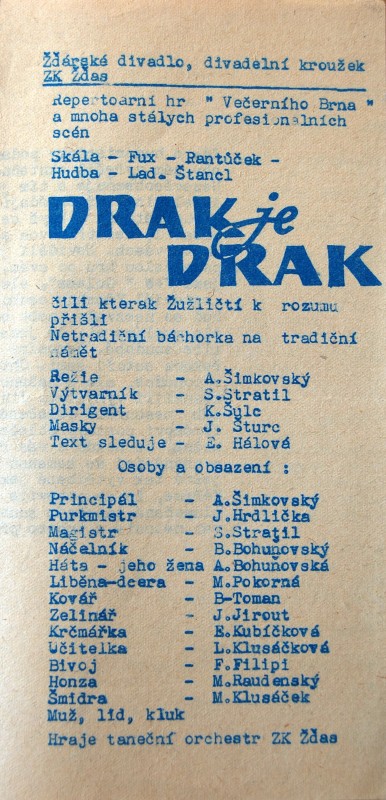 Žďárské divadlo, divadelní kroužek
ZK Žďas
Repertoární hr " Večerního Brna "
a mnoha stálých profesionalních
scén
Skála - Fux - Rantůček -
Hudba - Lad. Štancl
DRAK je
DRAK
čili kterak Žužličtí k rozumu
přišli
Netradiční báchorka na tradiční
námět
Režie - A.Šimkovský
Výtvarník - S.Stratil
Dirigent - K.Šulc
Masky - J. Šturc
Text sleduje - E. Hálová
Osoby a obsazení :
Principál - A.Šimkovský
Purkmistr - J.Hrdlička
Magistr - S.Stratil
Náčelník - B.Bohuňovský
Háta - jeho žena A.Bohuňovská
Liběna-dcera - M.Pokorná
Kovář - B-Toman
Zelinář - J.Jirout
Krčmářka - E.Kubíčková
Učitelka - L.Klusáčková
Bivoj - F.Filipi
Honza - M.Raudenský
Šmidra - M.Klusáček
Muž, lid, kluk
Hraje taneční orchestr ZK Žďas